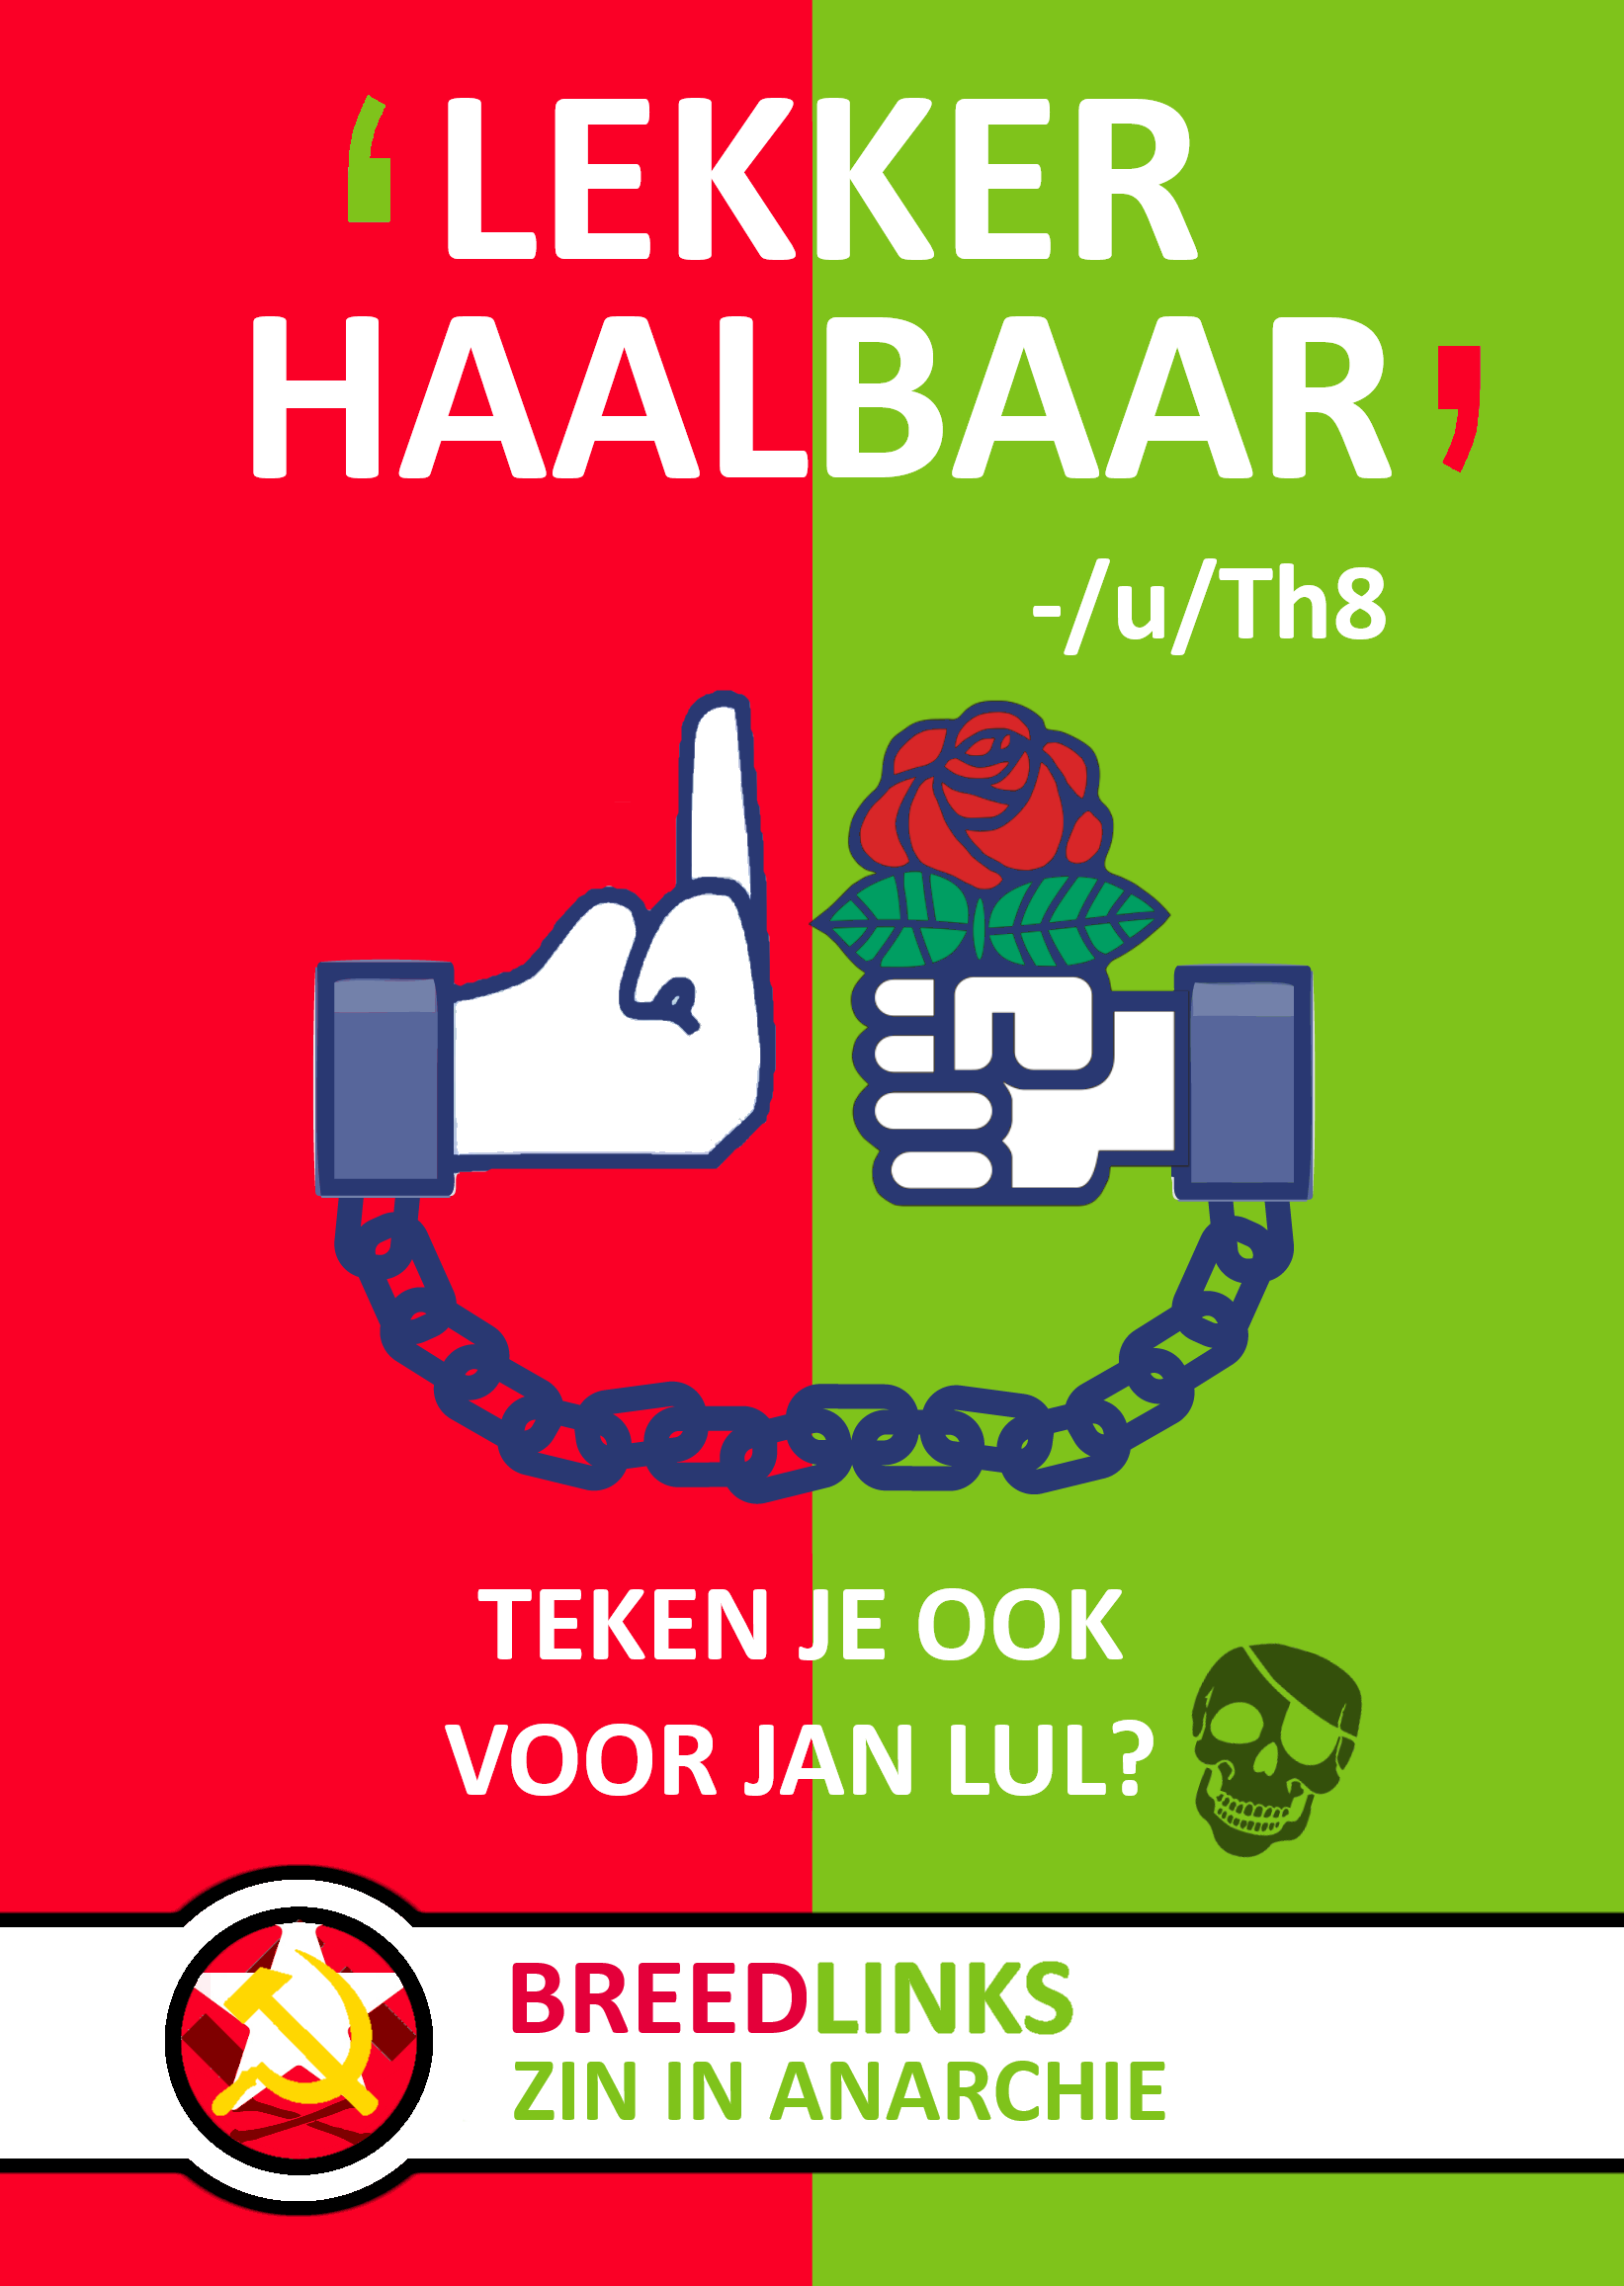 ‘LEKKER
HAALBAAR’
-/u/Th8
TEKEN JE OOK
VOOR JAN LUL?
BREEDLINKS
ZIN IN ANARCHIE